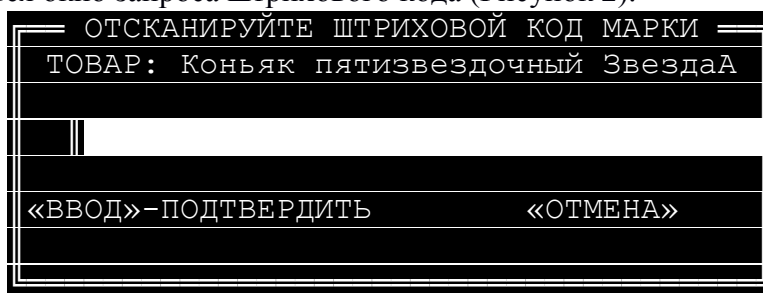 ОТСКАНИРУЙТЕ ШТРИХОВОЙ КОД МАРКИ
ТОВАР: Коньяк пятизвездочный ЗвездаА
«ВВОД»-ПОДТВЕРДИТЬ «ОТМЕНА»